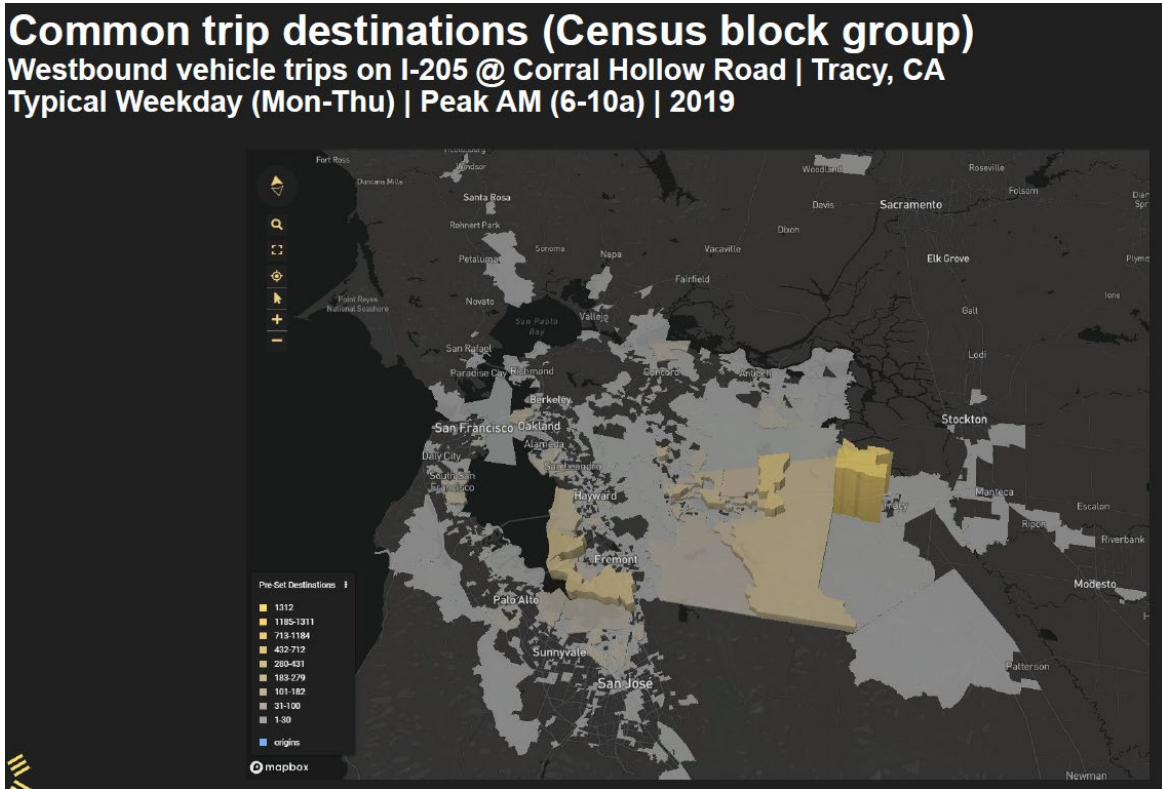 Common trip destinations (Census block group)
Westbound vehicle trips on I-205 @ Corral Hollow Road | Tracy, CA
Typical Weekday (Mon-Thu) | Peak AM (6-10a) | 2019
Fort Ross
Windsor
Duncans Mills
Santa Rosa
Rohnert Park
Sonoma
Napa
Petaluma
Novato
Point Reyes
National Seashore
San Pablo
Bay
Vallejo
Fairfield
Vacaville
Dixon
Davis
Woodland
Sacramento
Roseville
Folsom
Elk Grove
Galt
Ione
Lodi
San Rafael
Paradise Cay
Richmond
Concord
Antioch
Berkeley
San Francisco
Oakland
Alameda
San Leandro
Daly City
South San
Francisco
Hayward
Stockton
Manteca
Tracy
Escalon
Ripon
Riverbank
Fremont
Modesto
Palo Alto
Sunnyvale
San José
Patterson
Newman
Pre-Set Destinations
1312
1185-1311
713-1184
432-712
280-431
183-279
101-182
31-100
1-30
origins
mapbox